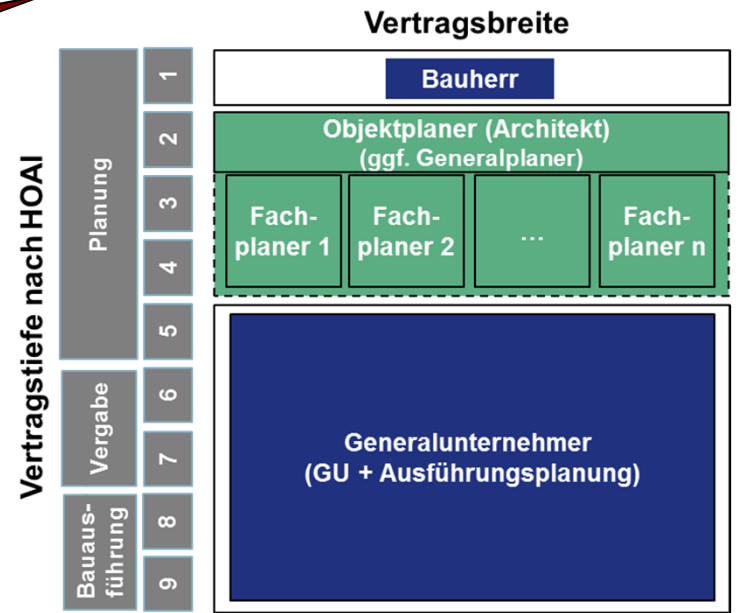 Vertragsbreite
Vertragstiefe nach HOAI
Planung
Vergabe
Bauaus-
führung
1
2
3
4
5
6
7
8
9
Bauherr
Objektplaner (Architekt)
(ggf. Generalplaner)
Fach-
planer 1
Fach-
planer 2
...
Fach-
planer n
Generalunternehmer
(GU + Ausführungsplanung)